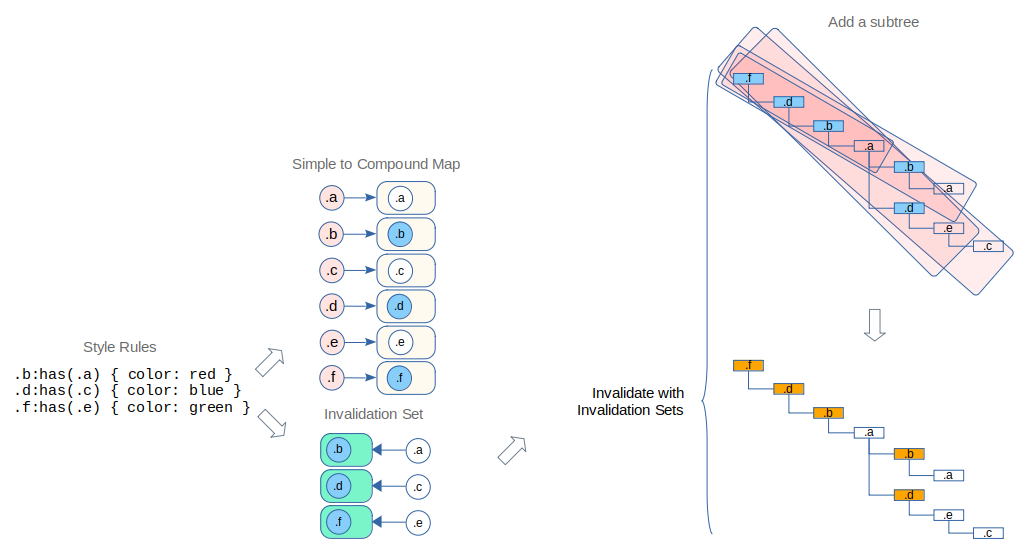 Add a subtree
.f
.d
.b
.a
.b
.a
.d
.e
.c
Simple to Compound Map
.a .a
.b .b
.c .c
.d .d
.e .e
.f .f
Style Rules
.b:has(.a) { color: red }
.d:has(.c) { color: blue }
.f:has(.e) { color: green }
Invalidation Set
.b .a
.d .c
.f .e
Invalidate with
Invalidation Sets
.f
.d
.b
.a
.b
.a
.d
.e
.c